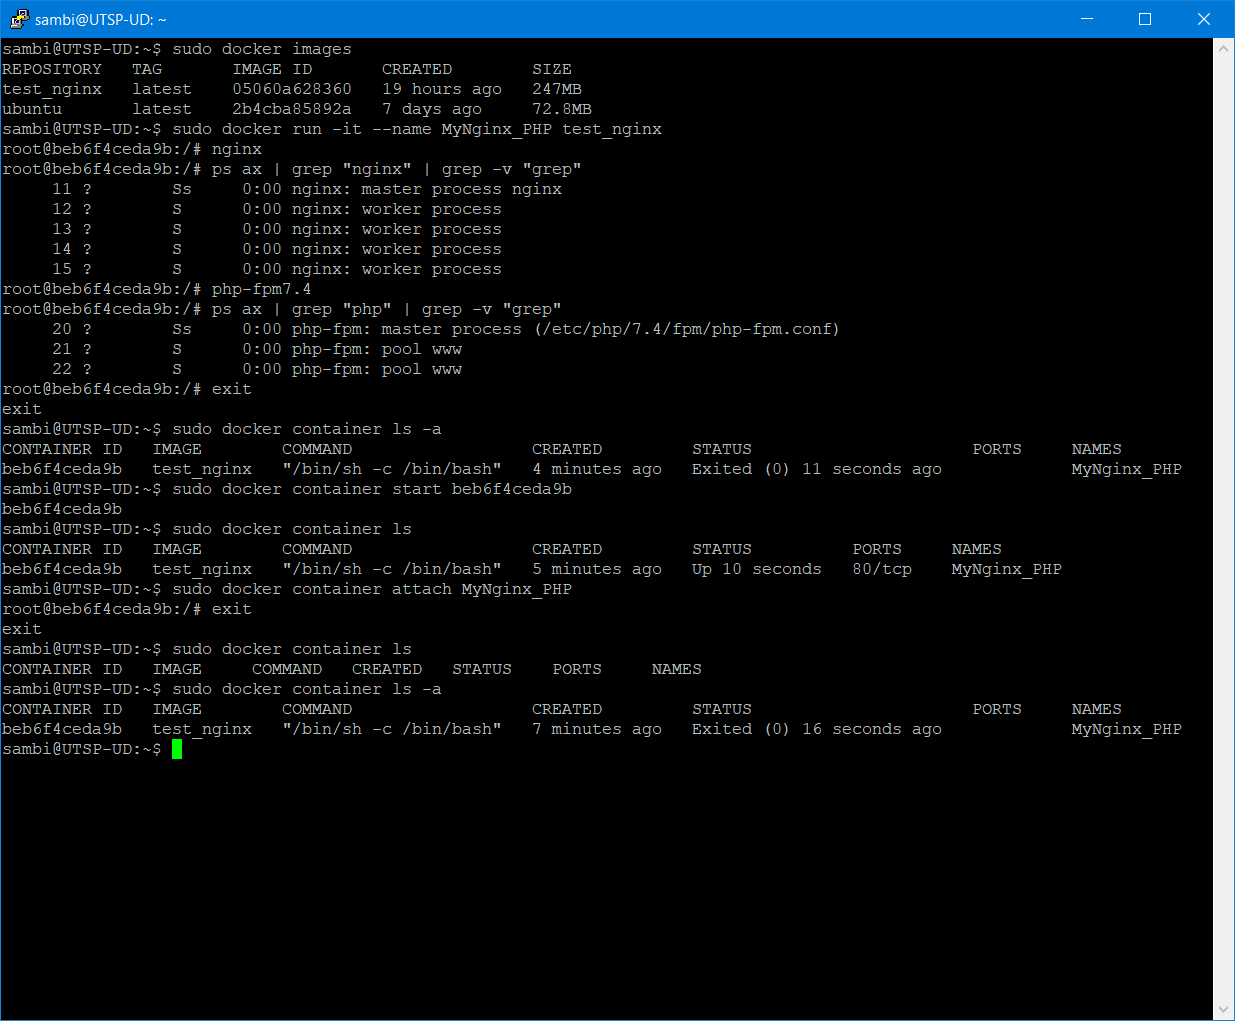 sambi@UTSP-UD: ~
sambi@UTSP-UD:~$ sudo docker images
REPOSITORY   TAG       IMAGE ID       CREATED        SIZE
test_nginx   latest    05060a628360   19 hours ago   247MB
ubuntu       latest    2b4cba85892a   7 days ago     72.8MB
sambi@UTSP-UD:~$ sudo docker run -it --name MyNginx_PHP test_nginx
root@beb6f4ceda9b:/# nginx
root@beb6f4ceda9b:/# ps ax | grep "nginx" | grep -v "grep"
     11 ?        Ss     0:00 nginx: master process nginx
     12 ?        S      0:00 nginx: worker process
     13 ?        S      0:00 nginx: worker process
     14 ?        S      0:00 nginx: worker process
     15 ?        S      0:00 nginx: worker process
root@beb6f4ceda9b:/# php-fpm7.4
root@beb6f4ceda9b:/# ps ax | grep "php" | grep -v "grep"
     20 ?        Ss     0:00 php-fpm: master process (/etc/php/7.4/fpm/php-fpm.conf)
     21 ?        S      0:00 php-fpm: pool www
     22 ?        S      0:00 php-fpm: pool www
root@beb6f4ceda9b:/# exit
exit
sambi@UTSP-UD:~$ sudo docker container ls -a
CONTAINER ID   IMAGE        COMMAND                  CREATED         STATUS                      PORTS     NAMES
beb6f4ceda9b   test_nginx   "/bin/sh -c /bin/bash"   4 minutes ago   Exited (0) 11 seconds ago             MyNginx_PHP
sambi@UTSP-UD:~$ sudo docker container start beb6f4ceda9b
beb6f4ceda9b
sambi@UTSP-UD:~$ sudo docker container ls
CONTAINER ID   IMAGE        COMMAND                  CREATED         STATUS          PORTS     NAMES
beb6f4ceda9b   test_nginx   "/bin/sh -c /bin/bash"   5 minutes ago   Up 10 seconds   80/tcp    MyNginx_PHP
sambi@UTSP-UD:~$ sudo docker container attach MyNginx_PHP
root@beb6f4ceda9b:/# exit
exit
sambi@UTSP-UD:~$ sudo docker container ls
CONTAINER ID   IMAGE     COMMAND   CREATED   STATUS    PORTS     NAMES
sambi@UTSP-UD:~$ sudo docker container ls -a
CONTAINER ID   IMAGE        COMMAND                  CREATED         STATUS                      PORTS     NAMES
beb6f4ceda9b   test_nginx   "/bin/sh -c /bin/bash"   7 minutes ago   Exited (0) 16 seconds ago             MyNginx_PHP
sambi@UTSP-UD:~$